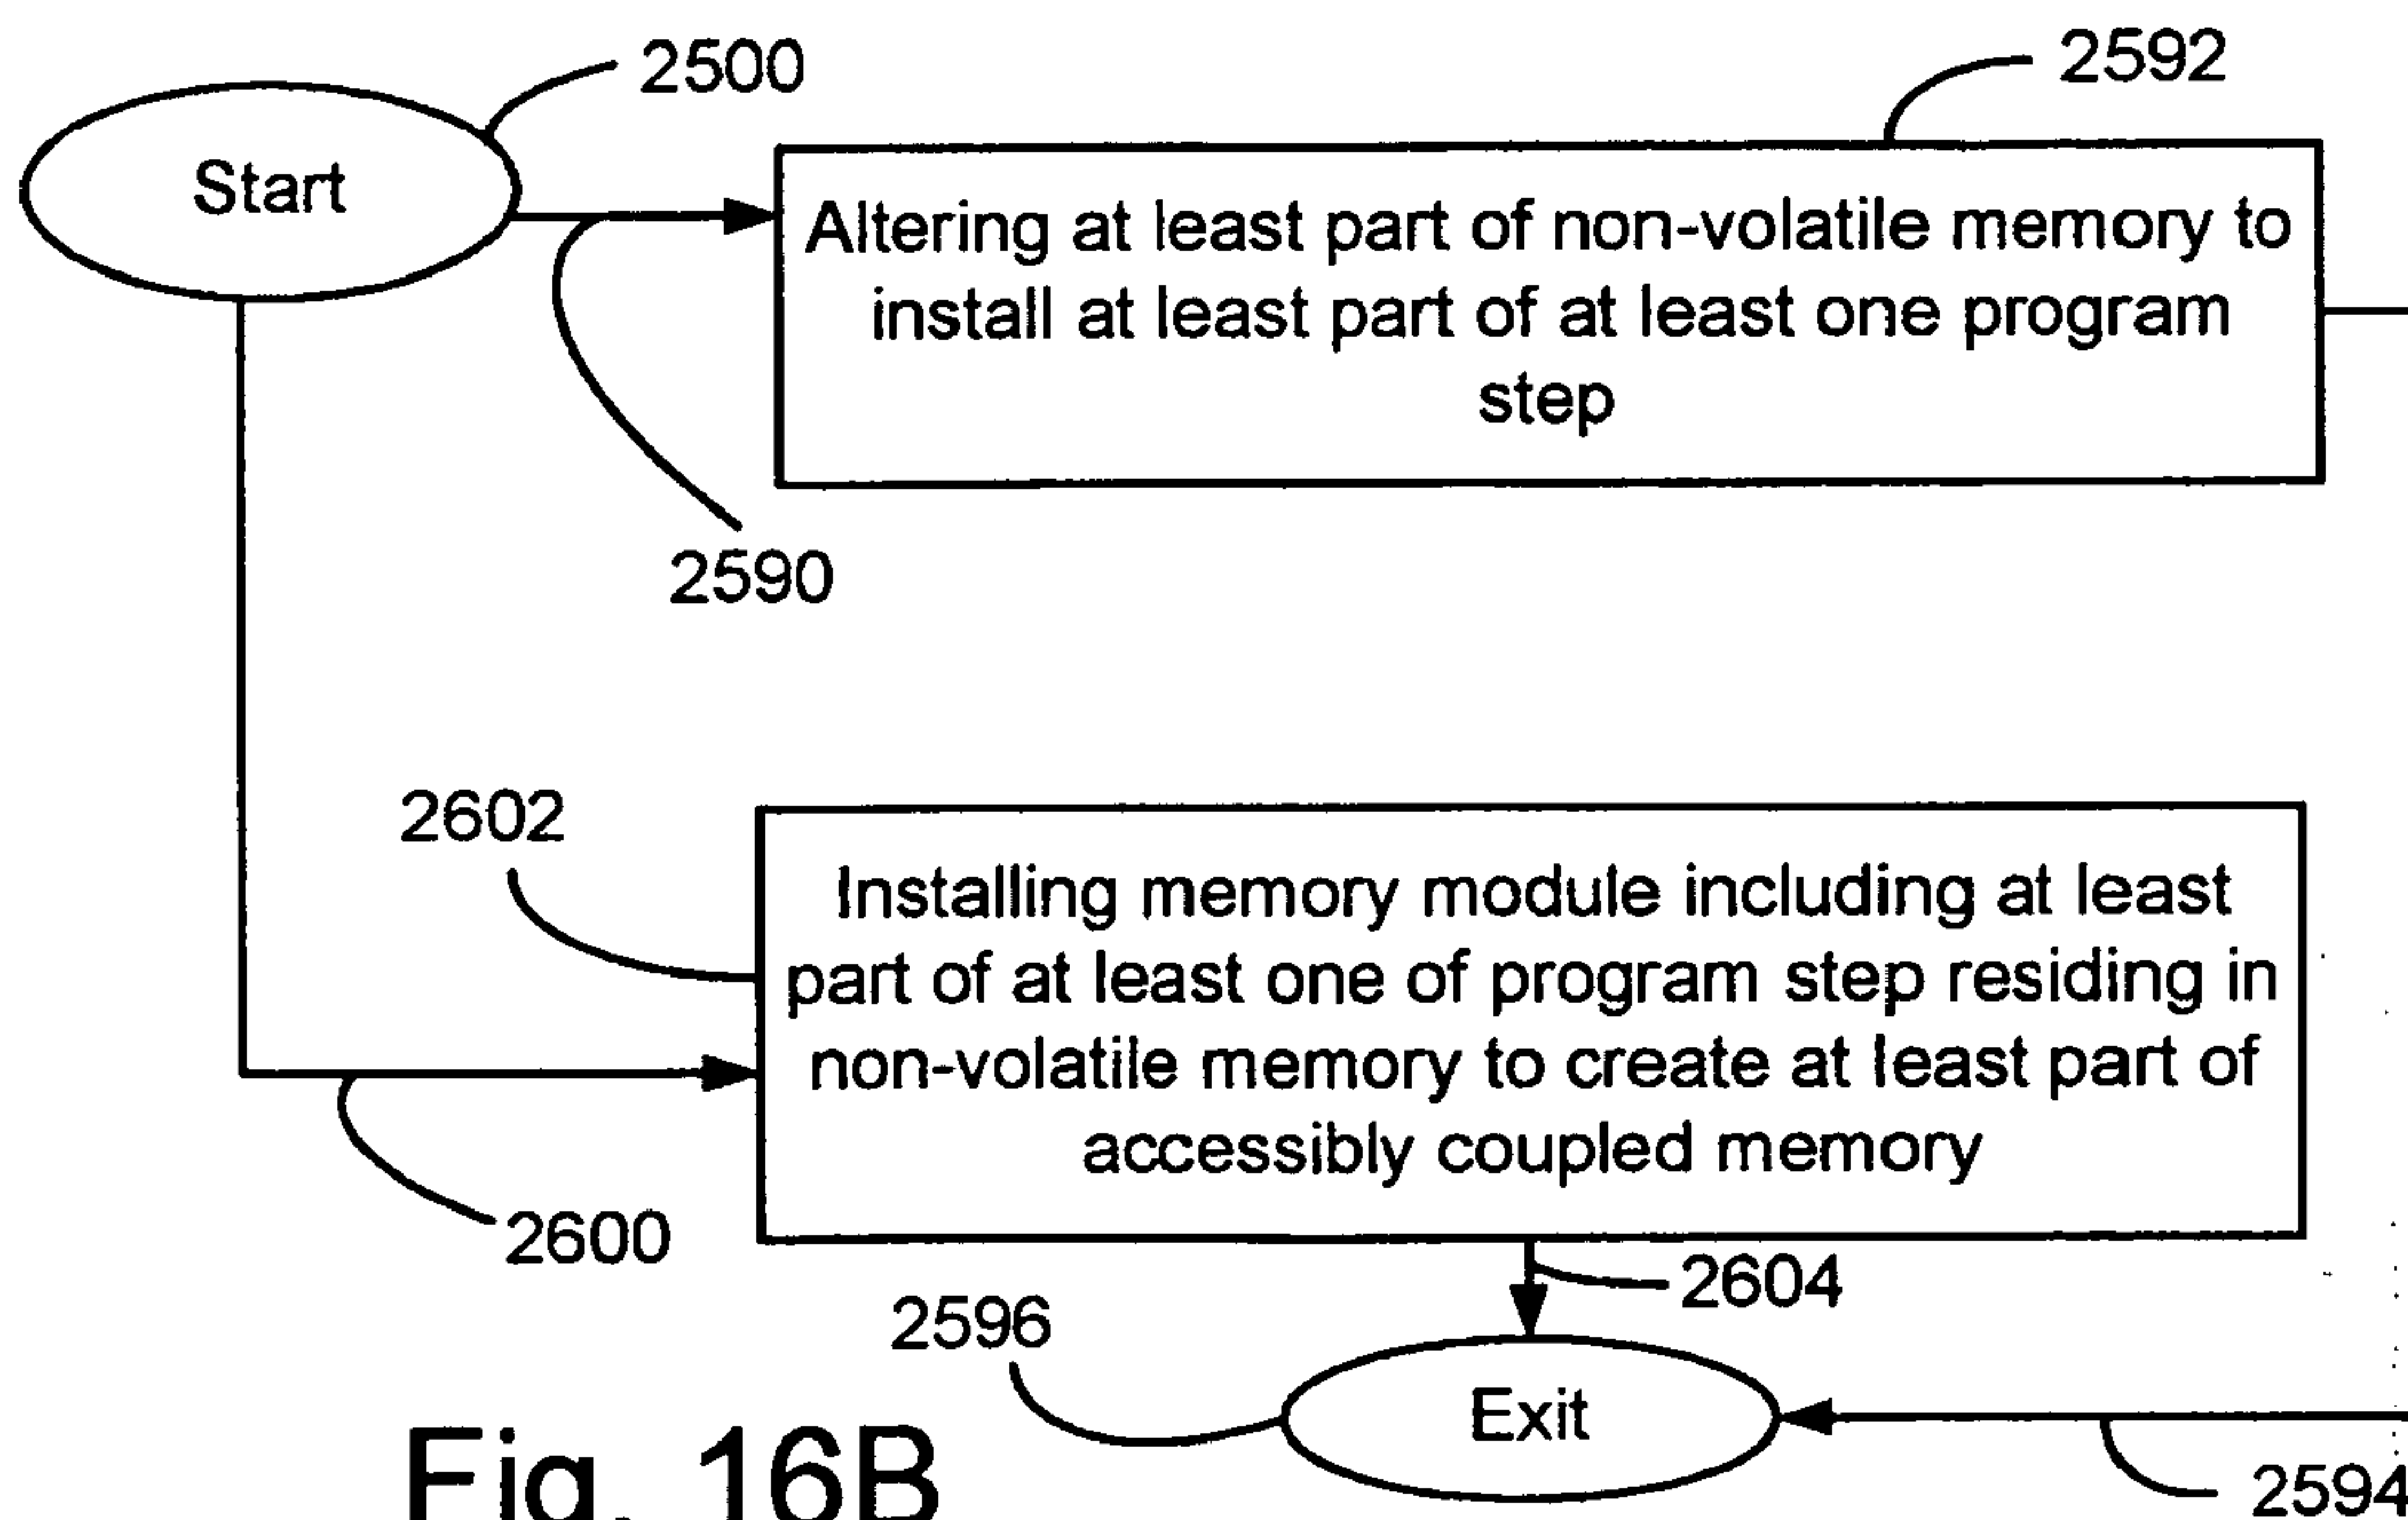 2500
2592
Start
Altering at least part of non-volatile memory to
install at least part of at least one program
step
2590
2602
Installing memory module including at least
part of at least one of program step residing in
non-volatile memory to create at least part of
accessibly coupled memory
2600
2604
2596
Exit
2594
Fig. 16B